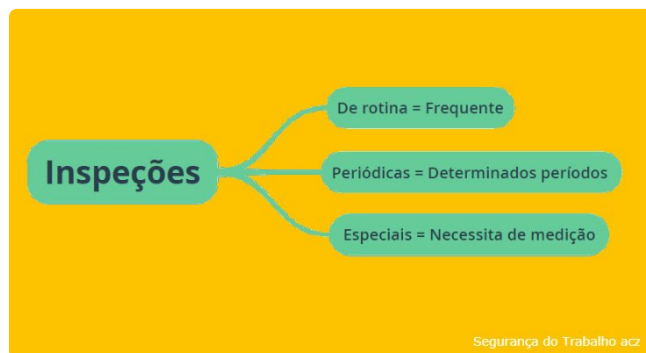 De rotina = Frequente
Inspeções
Periódicas = Determinados períodos
Especiais = Necessita de medição
Segurança do Trabalho acz